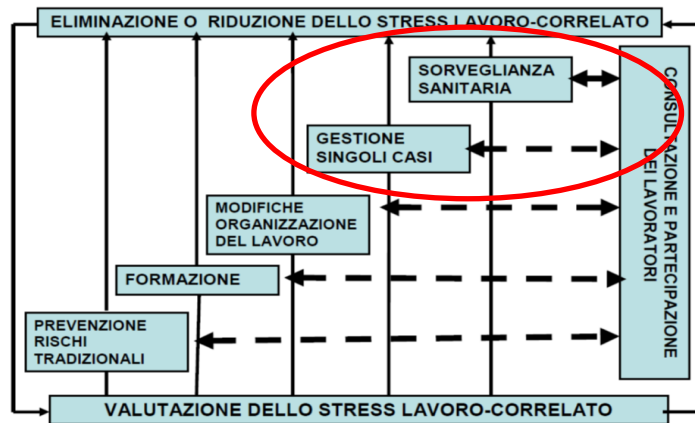 ELIMINAZIONE O RIDUZIONE DELLO STRESS LAVORO-CORRELATO
SORVEGLIANZA
SANITARIA
GESTIONE
SINGOLI CASI
MODIFICHE
ORGANIZZAZIONE
DEL LAVORO
FORMAZIONE
PREVENZIONE
RISCHI
TRADIZIONALI
CONSULTAZIONE E PARTECIPAZIONE
DEI LAVORATORI
VALUTAZIONE DELLO STRESS LAVORO-CORRELATO